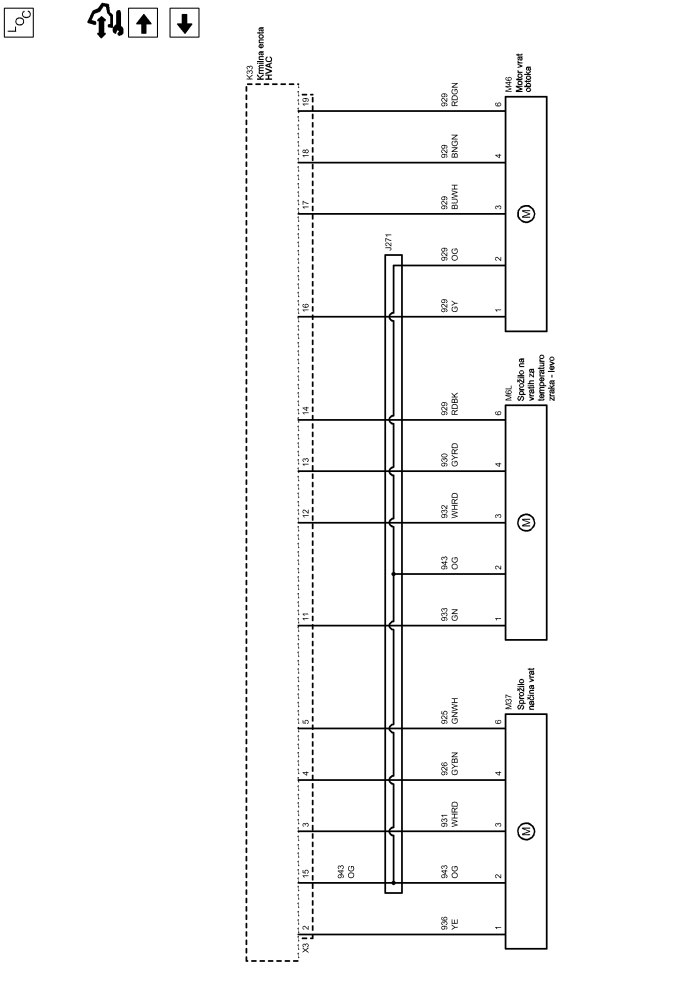 LOC
K33
Krmilna enota
HVAC
X3
2
15
3
4
5
11
12
13
14
16
17
18
19
943
OG
J271
936
YE
943
OG
931
WHRD
926
GYBN
925
GNWH
933
GN
943
OG
932
WHRD
930
GYRD
929
RDBK
929
GY
929
OG
929
BUWH
929
BNGN
929
RDGN
1
2
3
4
6
1
2
3
4
6
1
2
3
4
6
M37
Sprožilo
načina vrat
M
M6L
Sprožilo na
vratih za
temperaturo
zraka - levo
M
M46
Motor vrat
obtoka
M